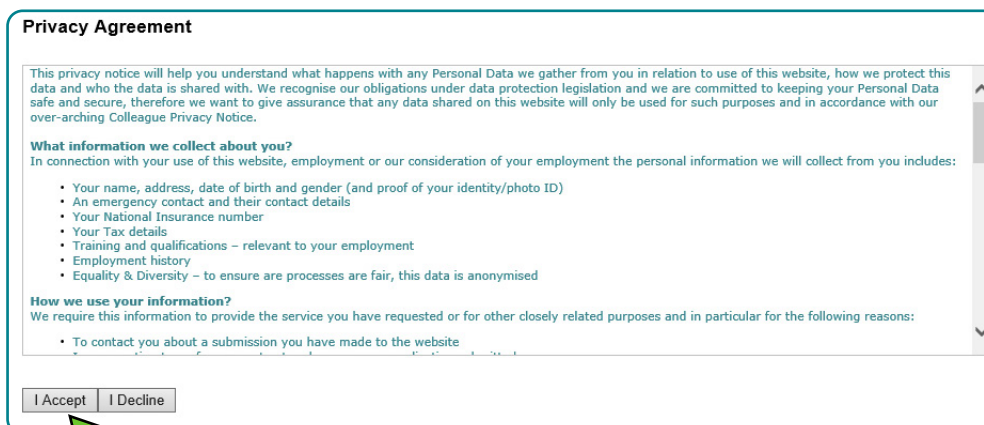 Privacy Agreement
This privacy notice will help you understand what happens with any Personal Data we gather from you in relation to use of this website, how we protect this
data and who the data is shared with. We recognise our obligations under data protection legislation and we are committed to keeping your Personal Data
safe and secure, therefore we want to give assurance that any data shared on this website will only be used for such purposes and in accordance with our
over-arching Colleague Privacy Notice.
What information we collect about you?
In connection with your use of this website, employment or our consideration of your employment the personal information we will collect from you includes:
• Your name, address, date of birth and gender (and proof of your identity/photo ID)
• An emergency contact and their contact details
• Your National Insurance number
• Your Tax details
• Training and qualifications – relevant to your employment
• Employment history
• Equality & Diversity – to ensure are processes are fair, this data is anonymised
How we use your information?
We require this information to provide the service you have requested or for other closely related purposes and in particular for the following reasons:
• To contact you about a submission you have made to the website
I Accept I Decline